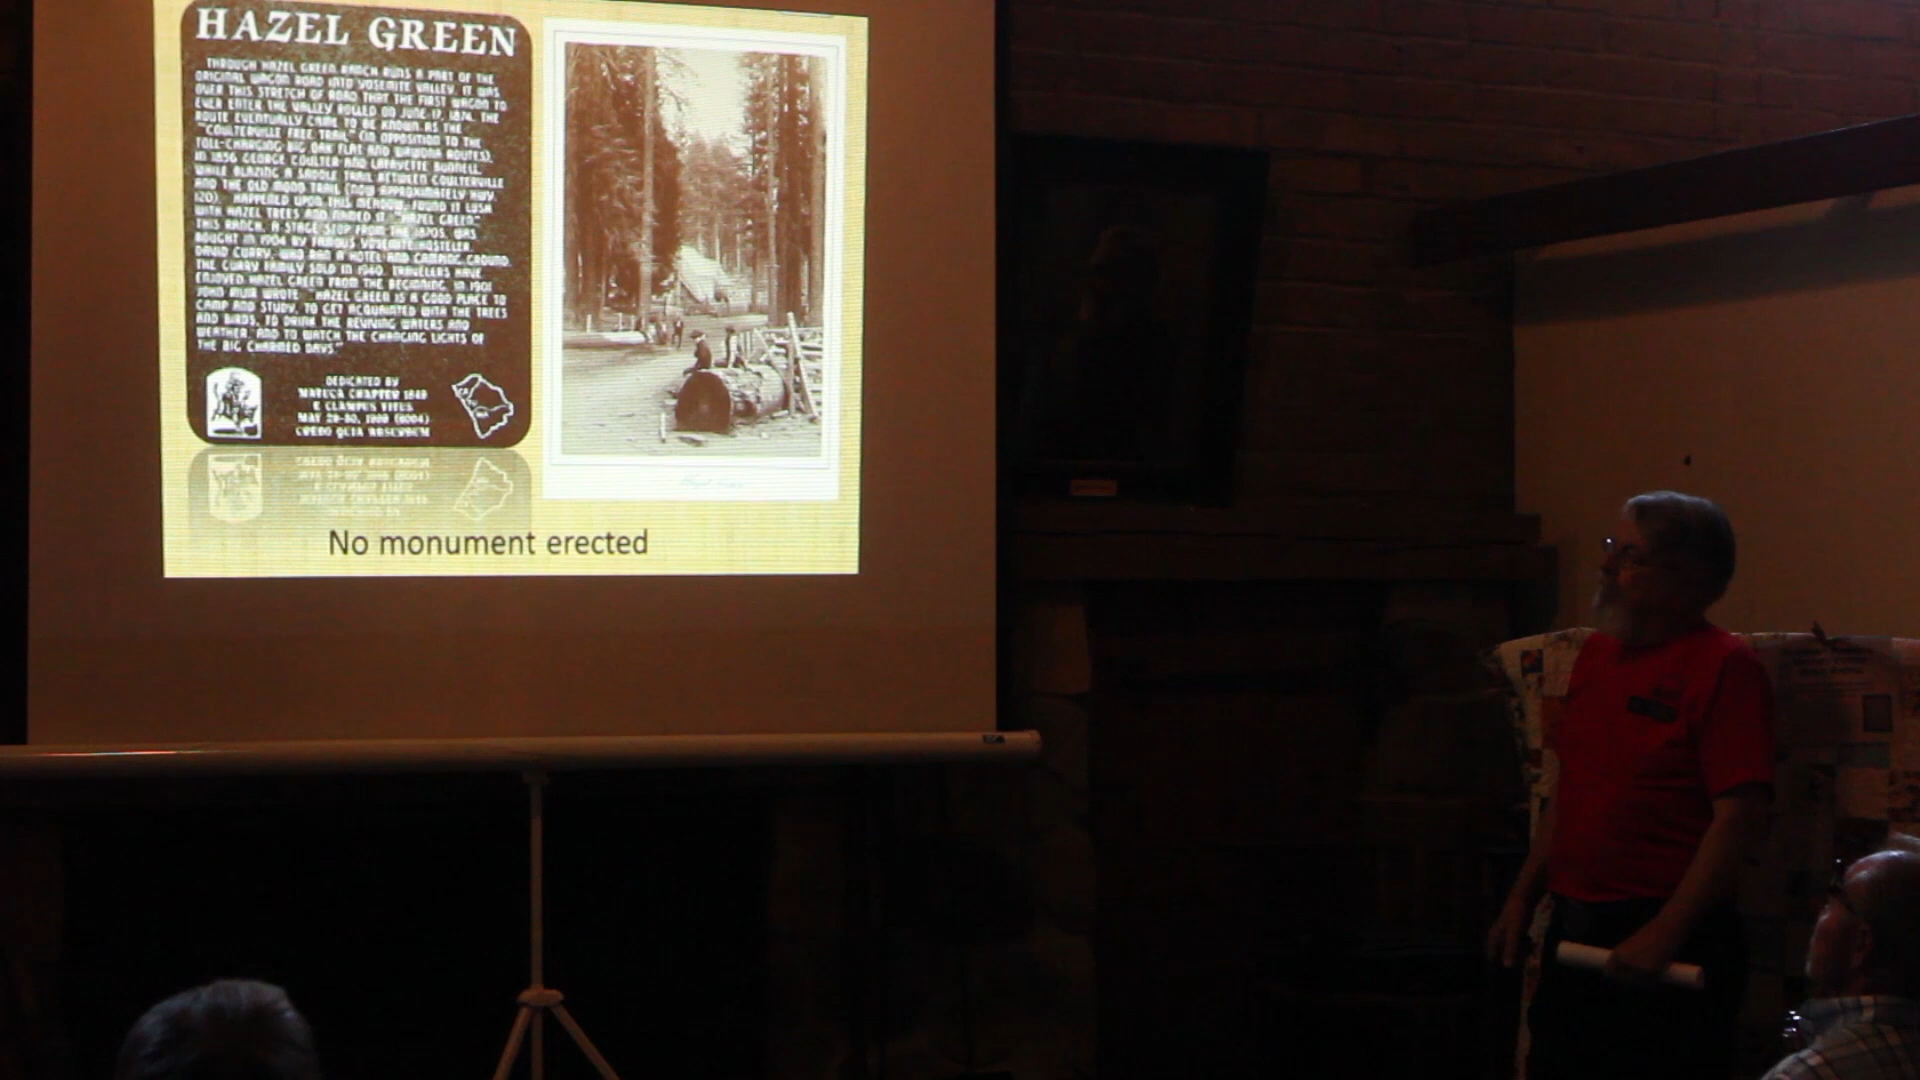 HAZEL GREEN
THROUGH HAZEL GREEN RANCH RUNS A PART OF THE
ORIGINAL WAGON ROAD INTO YOSEMITE VALLEY. IT WAS
OVER THIS STRETCH OF ROAD THAT THE FIRST WAGON TO
EVER ENTER THE VALLEY ROLLED ON JUNE 17, 1874. THE
ROUTE EVENTUALLY CAME TO BE KNOWN AS THE
"COULTERVILLE FREE TRAIL" (IN OPPOSITION TO THE
TOLL-CHARGING BIG OAK FLAT AND WAWONA ROUTES).
IN 1856 GEORGE COULTER AND LAFAYETTE BUNNELL,
WHILE BLAZING A SADDLE TRAIL BETWEEN COULTERVILLE
AND THE OLD MONO TRAIL (NOW APPROXIMATELY HWY.
120), HAPPENED UPON THIS MEADOW, FOUND IT LUSH
WITH HAZEL TREES AND NAMED IT "HAZEL GREEN."
THIS RANCH, A STAGE STOP FROM THE 1870S, WAS
BOUGHT IN 1904 BY FAMOUS YOSEMITE HOSTELER,
DAVID CURRY, WHO RAN A HOTEL AND CAMPING GROUND.
THE CURRY FAMILY SOLD IN 1940. TRAVELLERS HAVE
ENJOYED HAZEL GREEN FROM THE BEGINNING. IN 1901
JOHN MUIR WROTE "HAZEL GREEN IS A GOOD PLACE TO
CAMP AND STUDY, TO GET ACQUAINTED WITH THE TREES
AND BIRDS, TO DRINK THE REVIVING WATERS AND
WEATHER, AND TO WATCH THE CHANGING LIGHTS OF
THE BIG CHARMED DAYS."
DEDICATED BY
MATUCA CHAPTER 1849
E CLAMPUS VITUS
MAY 29-30, 1999 (6004)
CREDO QUIA ABSURDUM
No monument erected